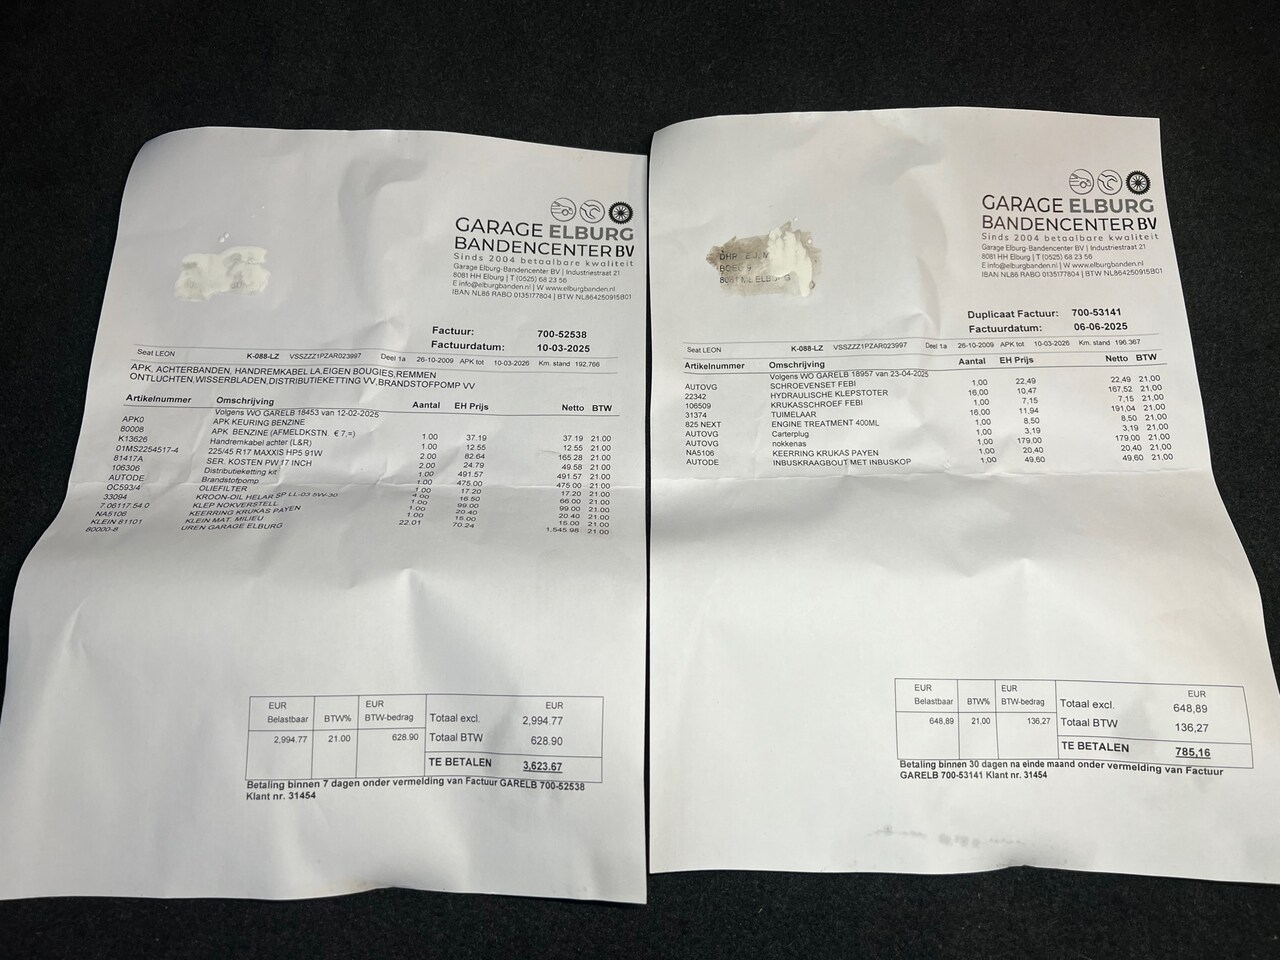 GARAGE ELBURG
BANDENCENTER BV
Sinds 2004 betaalbare kwaliteit
Garage Elburg-Bandencenter BV | Industriestraat 21
8081 HH Elburg | T (0525) 68 23 56
E info@elburgbanden.nl | W www.elburgbanden.nl
IBAN NL86 RABO 0135177804 | BTW NL864250915B01
Factuur: 700-52538
Factuurdatum: 10-03-2025
Seat LEON K-088-LZ VSSZZZ1PZAR023997 Deel 1a 26-10-2009 APK tot 10-03-2026 Km. stand 192,766
APK, ACHTERBANDEN, HANDREMKABEL LA,EIGEN BOUGIES,REMMEN
ONTLUCHTEN,WISSERBLADEN,DISTRIBUTIEKETTING VV,BRANDSTOFPOMP VV
Artikelnummer Omschrijving Aantal EH Prijs Netto BTW
Volgens WO GARELB 18453 van 12-02-2025
APK0 APK KEURING BENZINE 1.00 37.19 37.19 21.00
80008 APK BENZINE (AFMELDKSTN. € 7,=) 1.00 12.55 12.55 21.00
K13626 Handremkabel achter (L&R) 2.00 82.64 165.28 21.00
01MS2254517-4 225/45 R17 MAXXIS HP5 91W 2.00 24.79 49.58 21.00
81417A SER. KOSTEN PW 17 INCH 1.00 491.57 491.57 21.00
106306 Distributieketting kit 1.00 475.00 475.00 21.00
AUTODE Brandstofpomp 1.00 17.20 17.20 21.00
OC593/4 OLIEFILTER 4.00 16.50 66.00 21.00
33094 KROON-OIL HELAR SP LL-03 5W-30 1.00 99.00 99.00 21.00
7.06117.54.0 KLEP NOKVERSTELL. 1.00 20.40 20.40 21.00
NA5106 KEERRING KRUKAS PAYEN 1.00 15.00 15.00 21.00
KLEIN 81101 KLEIN MAT. MILIEU 22.01 70.24 1,545.98 21.00
80000-8 UREN GARAGE ELBURG
EUR EUR EUR
Belastbaar BTW% BTW-bedrag Totaal excl. 2,994.77
2,994.77 21.00 628.90 Totaal BTW 628.90
TE BETALEN 3,623.67
Betaling binnen 7 dagen onder vermelding van Factuur GARELB 700-52538
Klant nr. 31454
GARAGE ELBURG
BANDENCENTER BV
Sinds 2004 betaalbare kwaliteit
Garage Elburg-Bandencenter BV | Industriestraat 21
8081 HH Elburg | T (0525) 68 23 56
E info@elburgbanden.nl | W www.elburgbanden.nl
IBAN NL86 RABO 0135177804 | BTW NL864250915B01
DHR
8081 ELBURG
Duplicaat Factuur: 700-53141
Factuurdatum: 06-06-2025
Seat LEON K-088-LZ VSSZZZ1PZAR023997 Deel 1a 26-10-2009 APK tot 10-03-2026 Km. stand 196.367
Artikelnummer Omschrijving Aantal EH Prijs Netto BTW
Volgens WO GARELB 18957 van 23-04-2025
AUTOVG SCHROEVENSET FEBI 1,00 22,49 22,49 21,00
22342 HYDRAULISCHE KLEPSTOTER 16,00 10,47 167,52 21,00
106509 KRUKASSCHROEF FEBI 1,00 7,15 7,15 21,00
31374 TUIMELAAR 16,00 11,94 191,04 21,00
825 NEXT ENGINE TREATMENT 400ML 1,00 8,50 8,50 21,00
AUTOVG Carterplug 1,00 3,19 3,19 21,00
AUTOVG nokkenas 1,00 179,00 179,00 21,00
NA5106 KEERRING KRUKAS PAYEN 1,00 20,40 20,40 21,00
AUTODE INBUSKRAAGBOUT MET INBUSKOP 1,00 49,60 49,60 21,00
EUR EUR EUR
Belastbaar BTW% BTW-bedrag Totaal excl. 648,89
648,89 21,00 136,27 Totaal BTW 136,27
TE BETALEN 785,16
Betaling binnen 30 dagen na einde maand onder vermelding van Factuur
GARELB 700-53141 Klant nr. 31454